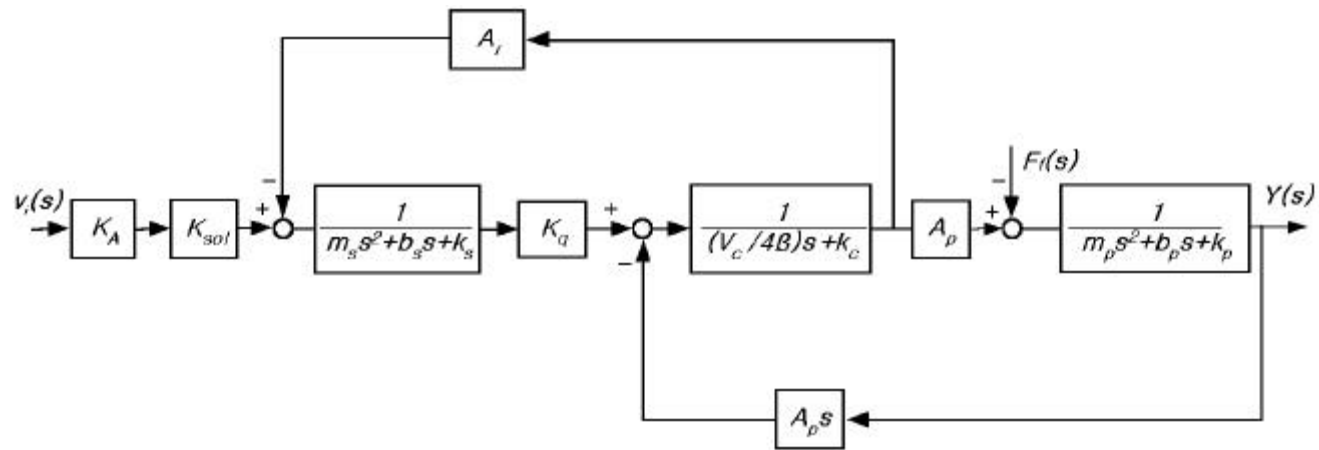 A_f
v_i(s)
K_A
K_sol
+
−
1
m_s s²+b_s s+k_s
K_q
+
−
1
(V_c/4ß)s+k_c
A_p
+
−
F_f(s)
1
m_p s²+b_p s+k_p
Y(s)
A_p s